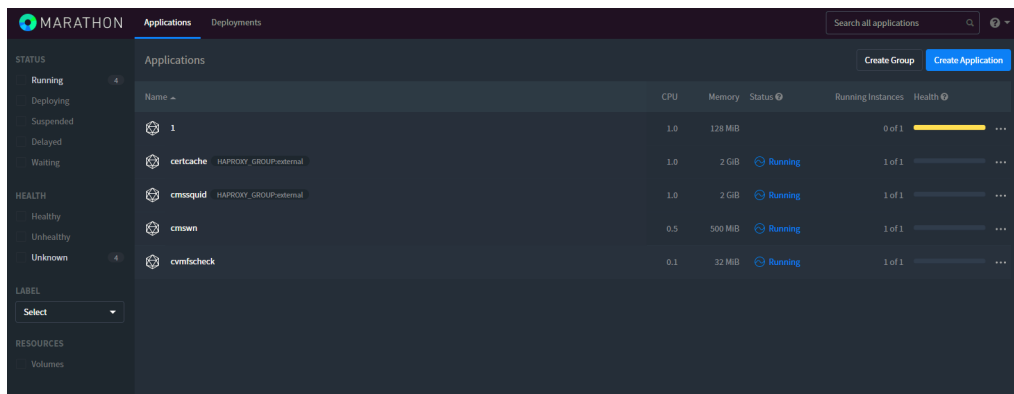 MARATHON Applications Deployments Search all applications
STATUS
Running 4
Deploying
Suspended
Delayed
Waiting
HEALTH
Healthy
Unhealthy
Unknown 4
LABEL
Select
RESOURCES
Volumes
Applications Create Group Create Application
Name CPU Memory Status Running Instances Health
1 1.0 128 MiB 0 of 1
certcache HAPROXY_GROUP:external 1.0 2 GiB Running 1 of 1
cmssquid HAPROXY_GROUP:external 1.0 2 GiB Running 1 of 1
cmswn 0.5 500 MiB Running 1 of 1
cvmfscheck 0.1 32 MiB Running 1 of 1